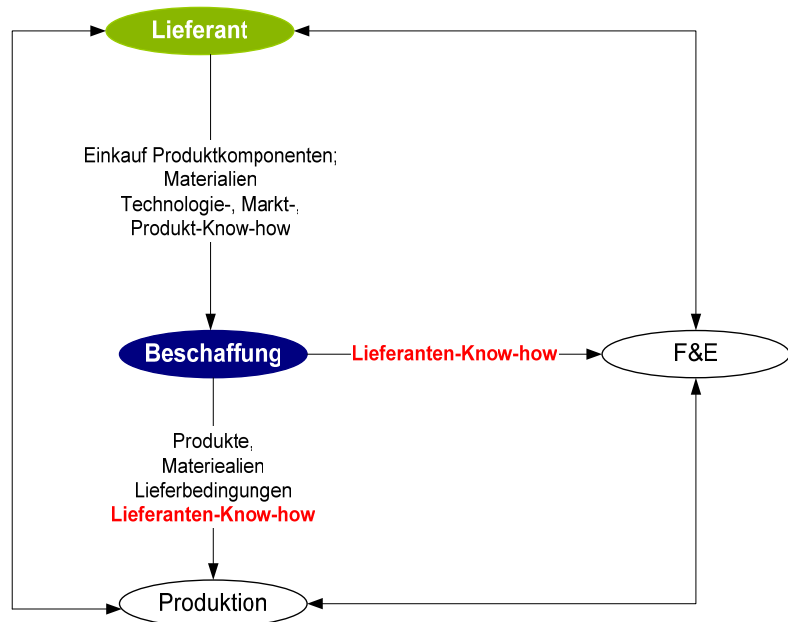 Lieferant
Einkauf Produktkomponenten;
Materialien
Technologie-, Markt-,
Produkt-Know-how
Beschaffung
Lieferanten-Know-how
F&E
Produkte,
Materiealien
Lieferbedingungen
Lieferanten-Know-how
Produktion